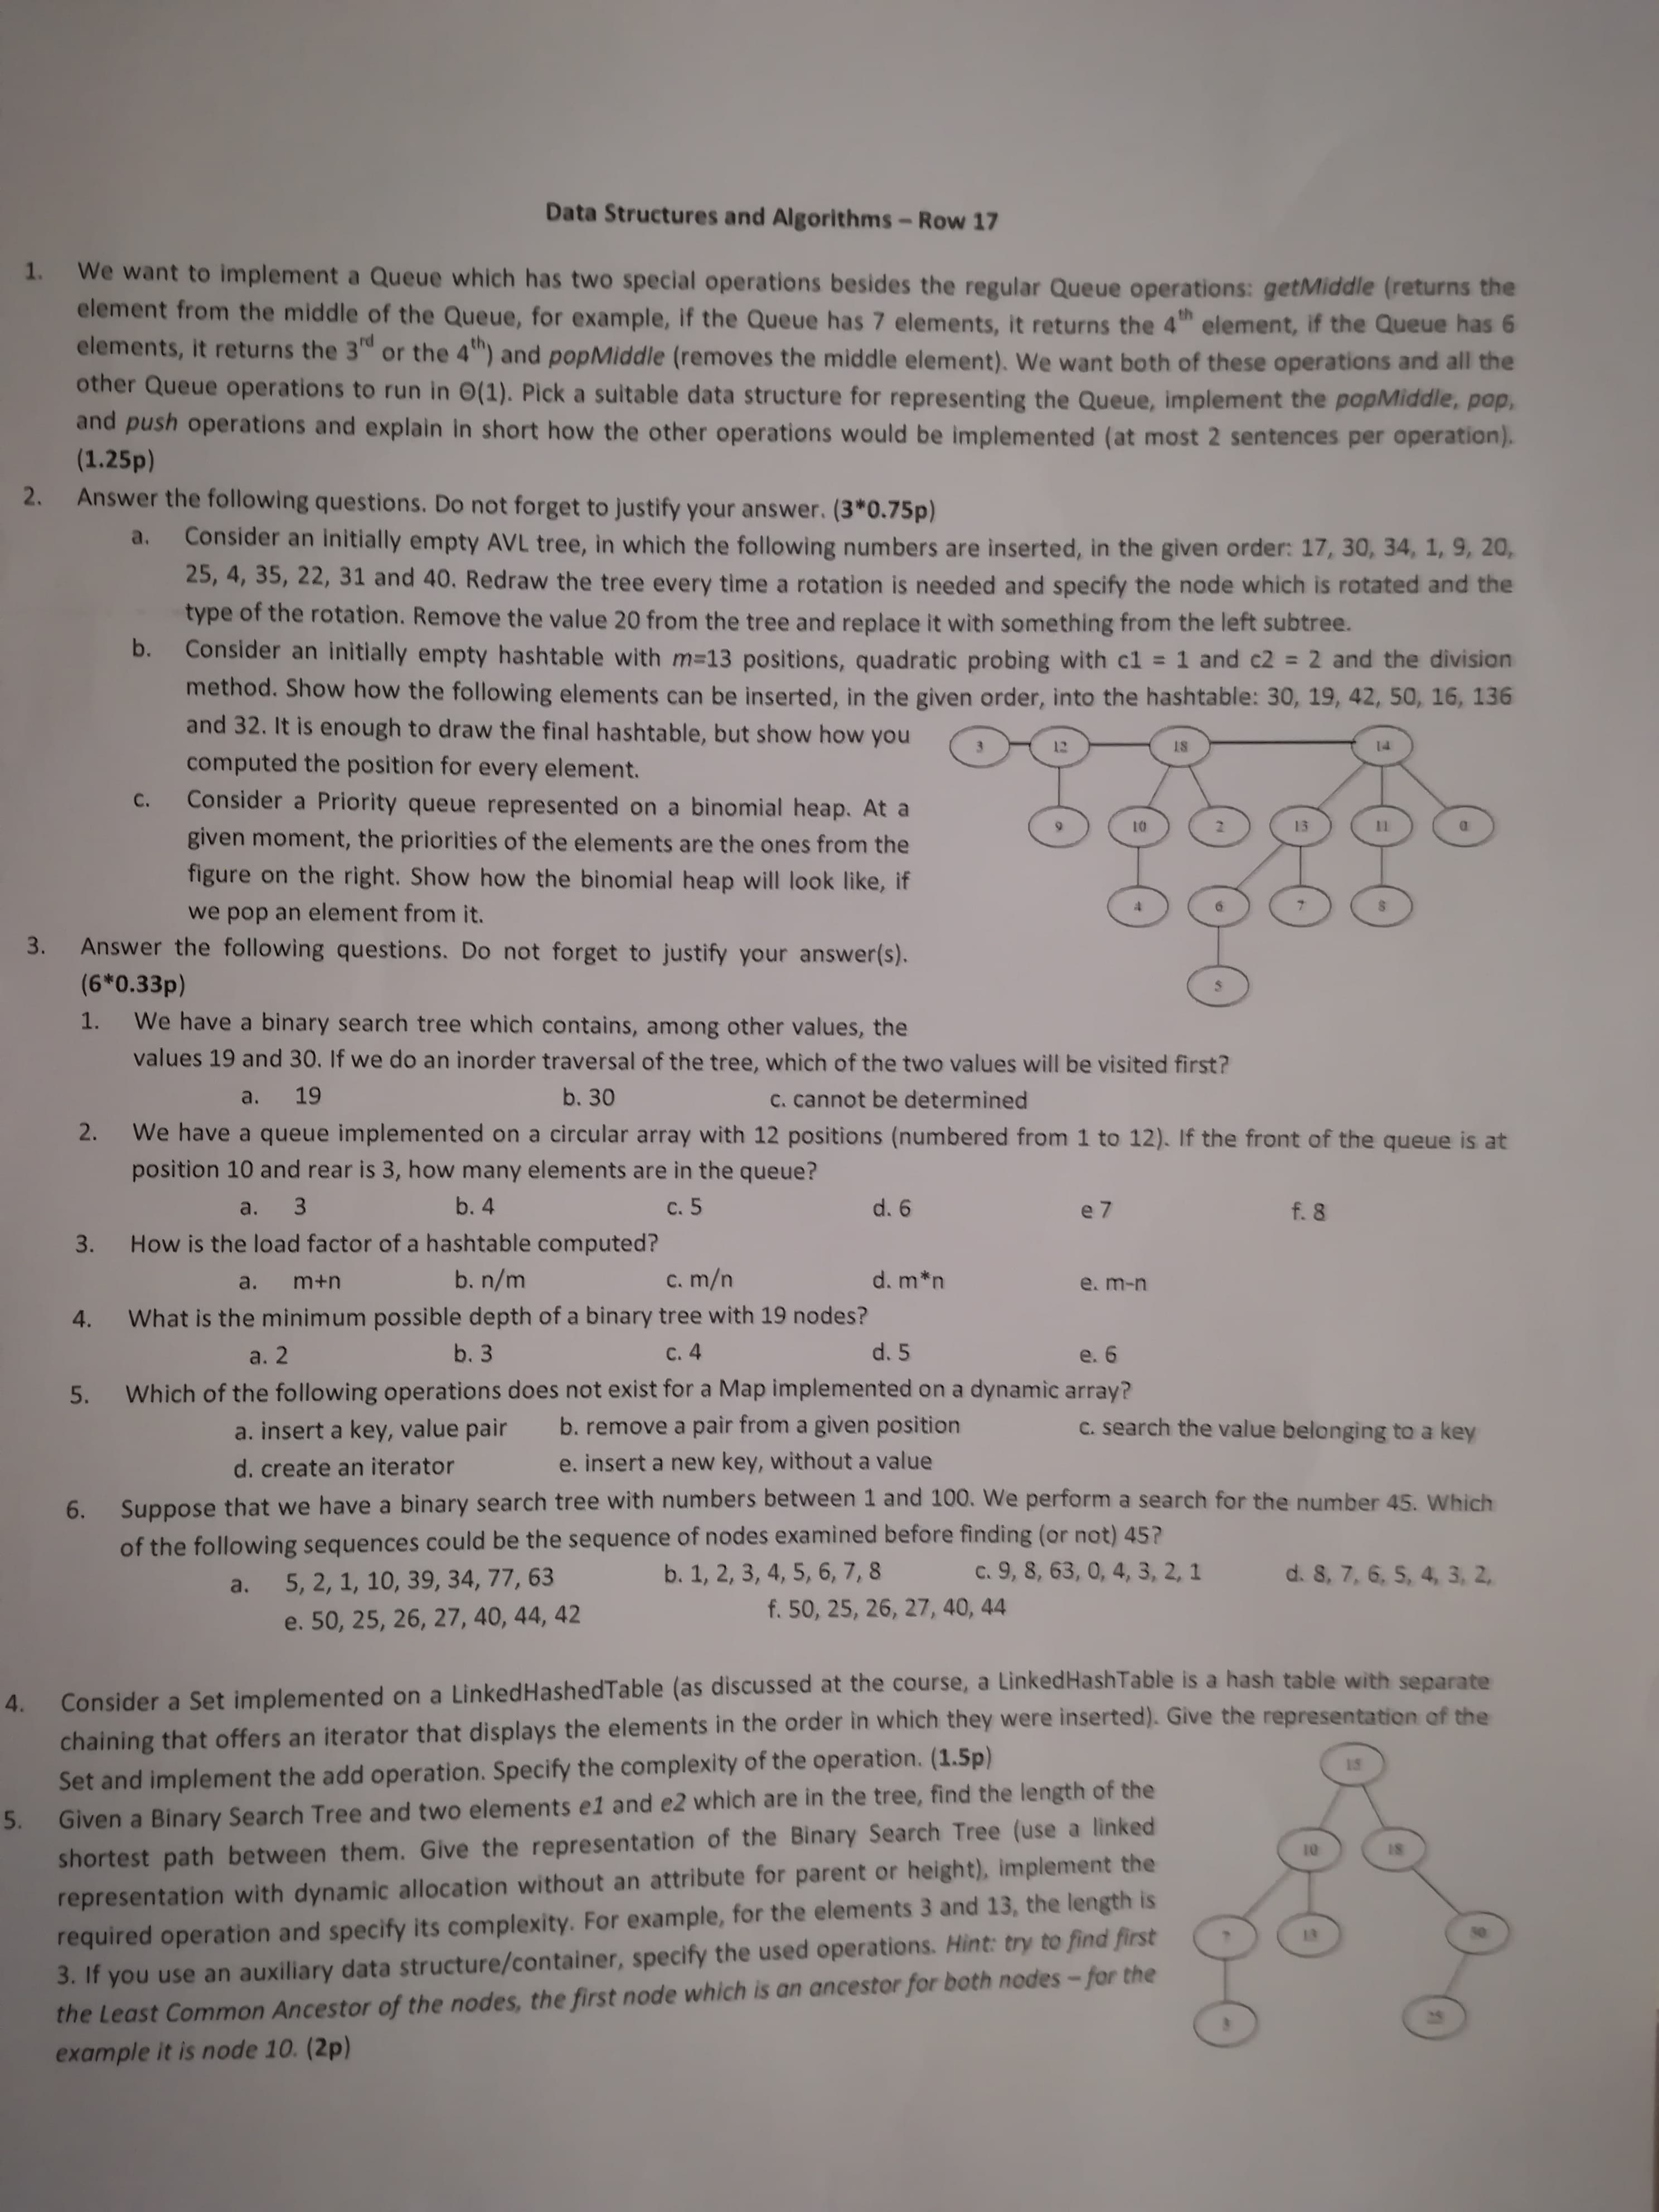 Data Structures and Algorithms – Row 17
1. We want to implement a Queue which has two special operations besides the regular Queue operations: getMiddle (returns the
element from the middle of the Queue, for example, if the Queue has 7 elements, it returns the 4th element, if the Queue has 6
elements, it returns the 3rd or the 4th) and popMiddle (removes the middle element). We want both of these operations and all the
other Queue operations to run in Θ(1). Pick a suitable data structure for representing the Queue, implement the popMiddle, pop,
and push operations and explain in short how the other operations would be implemented (at most 2 sentences per operation).
(1.25p)
2. Answer the following questions. Do not forget to justify your answer. (3*0.75p)
a. Consider an initially empty AVL tree, in which the following numbers are inserted, in the given order: 17, 30, 34, 1, 9, 20,
25, 4, 35, 22, 31 and 40. Redraw the tree every time a rotation is needed and specify the node which is rotated and the
type of the rotation. Remove the value 20 from the tree and replace it with something from the left subtree.
b. Consider an initially empty hashtable with m=13 positions, quadratic probing with c1 = 1 and c2 = 2 and the division
method. Show how the following elements can be inserted, in the given order, into the hashtable: 30, 19, 42, 50, 16, 136
and 32. It is enough to draw the final hashtable, but show how you
computed the position for every element.
c. Consider a Priority queue represented on a binomial heap. At a
given moment, the priorities of the elements are the ones from the
figure on the right. Show how the binomial heap will look like, if
we pop an element from it.
3 12 18 14
9 10 2 13 11 0
4 6 7 8
5
3. Answer the following questions. Do not forget to justify your answer(s).
(6*0.33p)
1. We have a binary search tree which contains, among other values, the
values 19 and 30. If we do an inorder traversal of the tree, which of the two values will be visited first?
a. 19 b. 30 c. cannot be determined
2. We have a queue implemented on a circular array with 12 positions (numbered from 1 to 12). If the front of the queue is at
position 10 and rear is 3, how many elements are in the queue?
a. 3 b. 4 c. 5 d. 6 e 7 f. 8
3. How is the load factor of a hashtable computed?
a. m+n b. n/m c. m/n d. m*n e. m-n
4. What is the minimum possible depth of a binary tree with 19 nodes?
a. 2 b. 3 c. 4 d. 5 e. 6
5. Which of the following operations does not exist for a Map implemented on a dynamic array?
a. insert a key, value pair b. remove a pair from a given position c. search the value belonging to a key
d. create an iterator e. insert a new key, without a value
6. Suppose that we have a binary search tree with numbers between 1 and 100. We perform a search for the number 45. Which
of the following sequences could be the sequence of nodes examined before finding (or not) 45?
a. 5, 2, 1, 10, 39, 34, 77, 63 b. 1, 2, 3, 4, 5, 6, 7, 8 c. 9, 8, 63, 0, 4, 3, 2, 1 d. 8, 7, 6, 5, 4, 3, 2,
e. 50, 25, 26, 27, 40, 44, 42 f. 50, 25, 26, 27, 40, 44
4. Consider a Set implemented on a LinkedHashedTable (as discussed at the course, a LinkedHashTable is a hash table with separate
chaining that offers an iterator that displays the elements in the order in which they were inserted). Give the representation of the
Set and implement the add operation. Specify the complexity of the operation. (1.5p)
5. Given a Binary Search Tree and two elements e1 and e2 which are in the tree, find the length of the
shortest path between them. Give the representation of the Binary Search Tree (use a linked
representation with dynamic allocation without an attribute for parent or height), implement the
required operation and specify its complexity. For example, for the elements 3 and 13, the length is
3. If you use an auxiliary data structure/container, specify the used operations. Hint: try to find first
the Least Common Ancestor of the nodes, the first node which is an ancestor for both nodes – for the
example it is node 10. (2p)
15
10 18
7 13
3 25